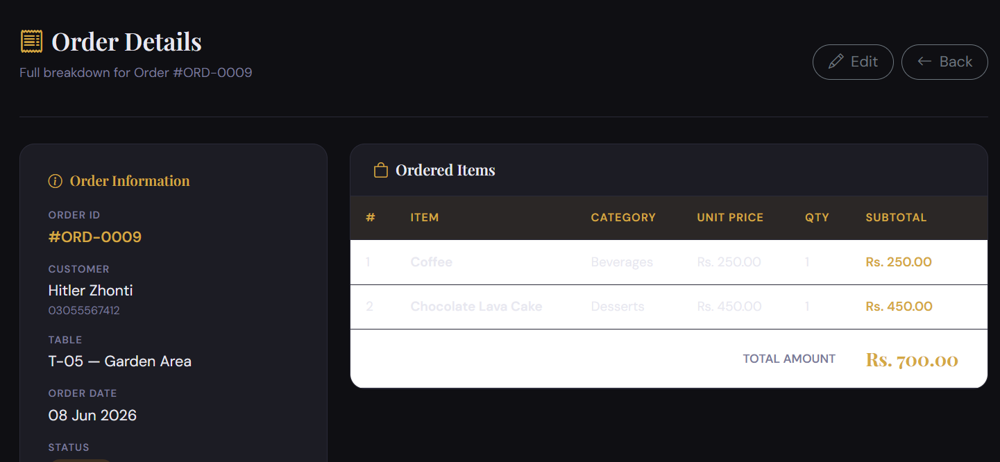 Order Details
Full breakdown for Order #ORD-0009
Edit
Back
Order Information
ORDER ID
#ORD-0009
CUSTOMER
Hitler Zhonti
03055567412
TABLE
T-05 — Garden Area
ORDER DATE
08 Jun 2026
STATUS
Ordered Items
# ITEM CATEGORY UNIT PRICE QTY SUBTOTAL
1 Coffee Beverages Rs. 250.00 1 Rs. 250.00
2 Chocolate Lava Cake Desserts Rs. 450.00 1 Rs. 450.00
TOTAL AMOUNT Rs. 700.00